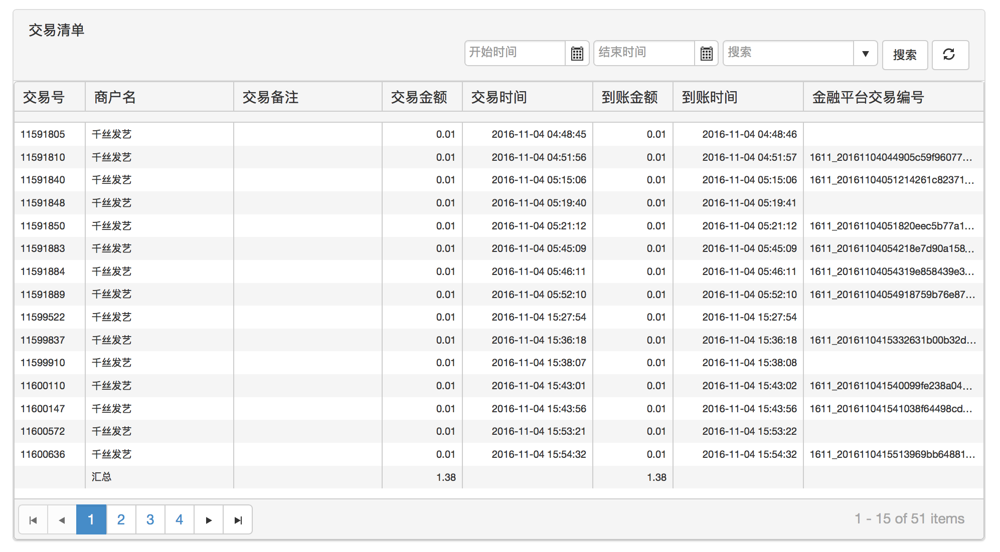 交易清单
开始时间 结束时间 搜索 搜索
交易号 商户名 交易备注 交易金额 交易时间 到账金额 到账时间 金融平台交易编号
11591805 千丝发艺 0.01 2016-11-04 04:48:45 0.01 2016-11-04 04:48:46
11591810 千丝发艺 0.01 2016-11-04 04:51:56 0.01 2016-11-04 04:51:57 1611_20161104044905c59f96077...
11591840 千丝发艺 0.01 2016-11-04 05:15:06 0.01 2016-11-04 05:15:06 1611_20161104051214261c82371...
11591848 千丝发艺 0.01 2016-11-04 05:19:40 0.01 2016-11-04 05:19:41
11591850 千丝发艺 0.01 2016-11-04 05:21:12 0.01 2016-11-04 05:21:12 1611_20161104051820eec5b77a1...
11591883 千丝发艺 0.01 2016-11-04 05:45:09 0.01 2016-11-04 05:45:09 1611_20161104054218e7d90a158...
11591884 千丝发艺 0.01 2016-11-04 05:46:11 0.01 2016-11-04 05:46:11 1611_20161104054319e858439e3...
11591889 千丝发艺 0.01 2016-11-04 05:52:10 0.01 2016-11-04 05:52:10 1611_20161104054918759b76e87...
11599522 千丝发艺 0.01 2016-11-04 15:27:54 0.01 2016-11-04 15:27:54
11599837 千丝发艺 0.01 2016-11-04 15:36:18 0.01 2016-11-04 15:36:18 1611_2016110415332631b00b32d...
11599910 千丝发艺 0.01 2016-11-04 15:38:07 0.01 2016-11-04 15:38:08
11600110 千丝发艺 0.01 2016-11-04 15:43:01 0.01 2016-11-04 15:43:02 1611_201611041540099fe238a04...
11600147 千丝发艺 0.01 2016-11-04 15:43:56 0.01 2016-11-04 15:43:56 1611_201611041541038f64498cd...
11600572 千丝发艺 0.01 2016-11-04 15:53:21 0.01 2016-11-04 15:53:22
11600636 千丝发艺 0.01 2016-11-04 15:54:32 0.01 2016-11-04 15:54:32 1611_2016110415513969bb64881...
汇总 1.38 1.38
1 2 3 4 1 - 15 of 51 items